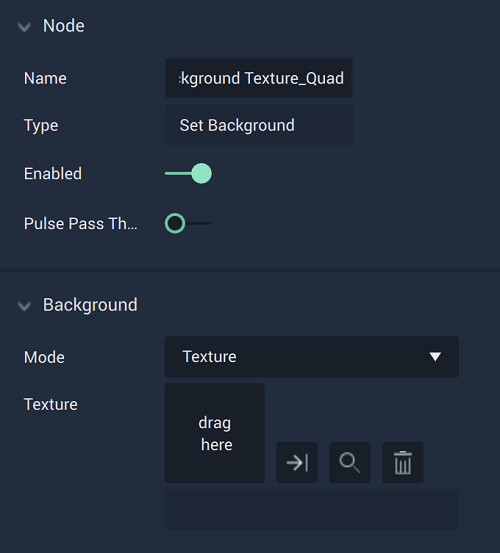 Node
Name
kground Texture_Quad
Type
Set Background
Enabled
Pulse Pass Th...
Background
Mode
Texture
Texture
drag
here